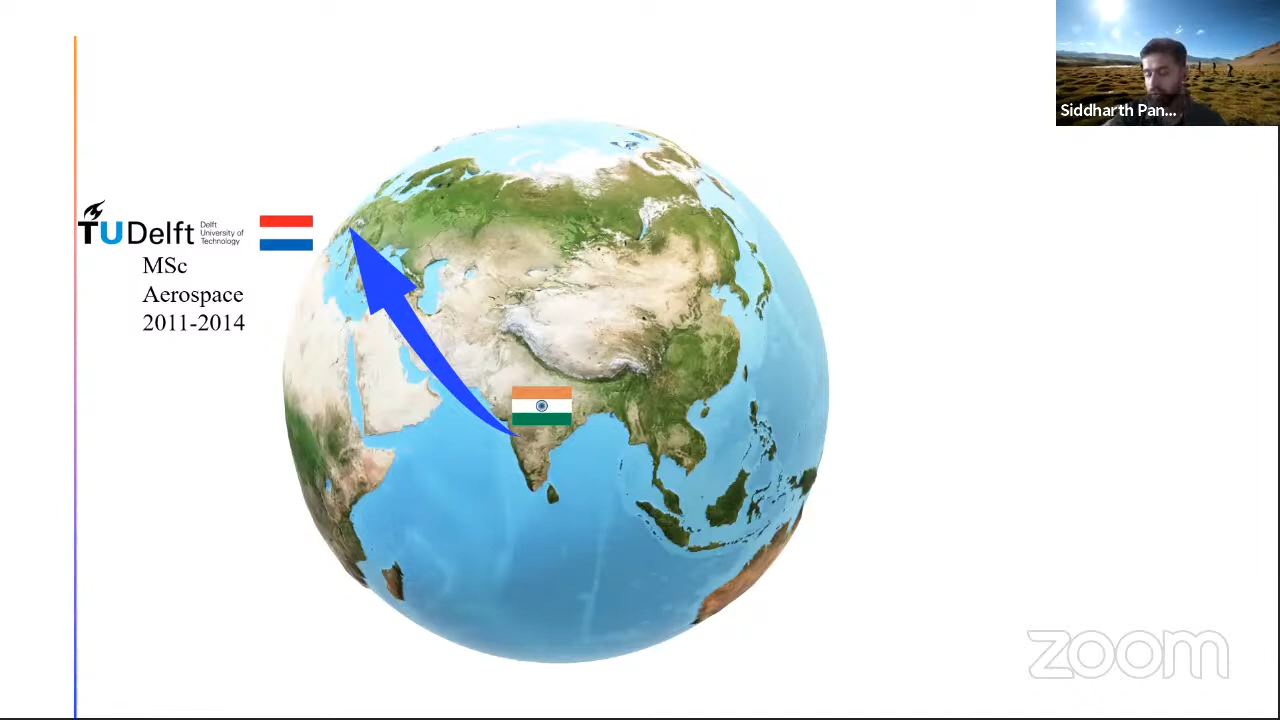 Siddharth Pan...
TUDelft
Delft
University of
Technology
MSc
Aerospace
2011-2014
zoom